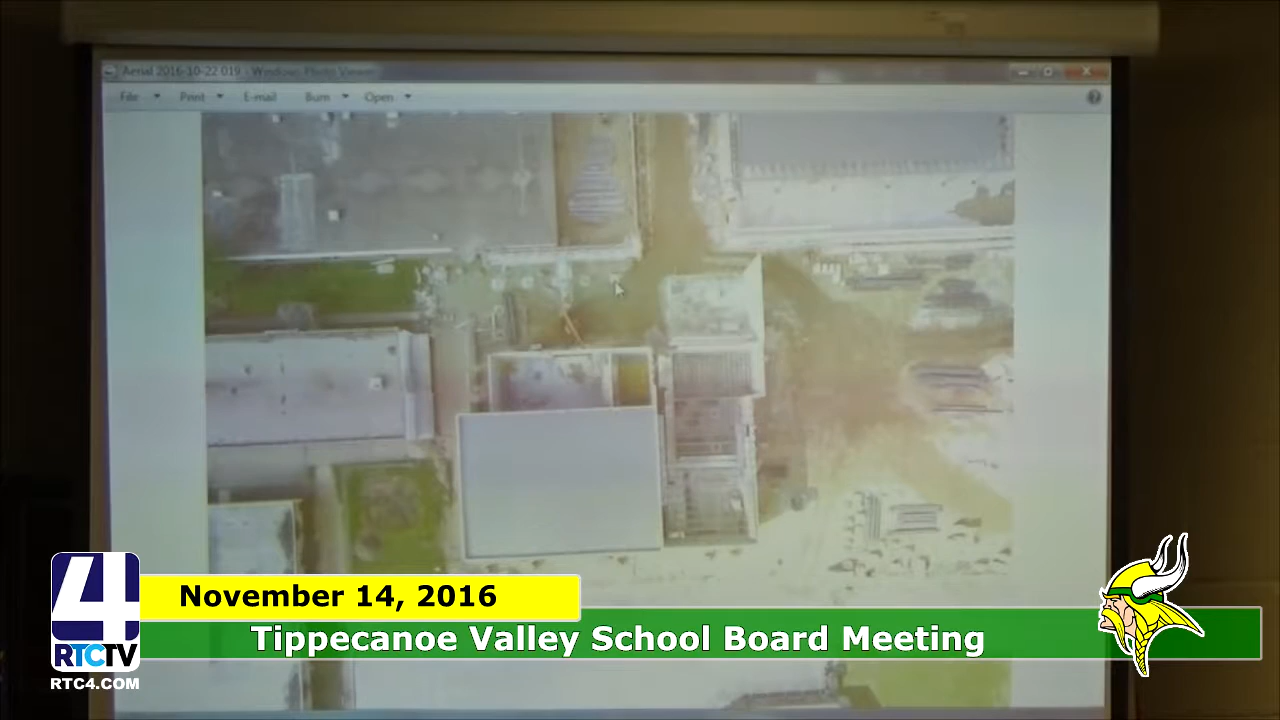 Aerial 2016-10-22 019 - Windows Photo Viewer
File Print E-mail Burn Open
4
November 14, 2016
Tippecanoe Valley School Board Meeting
RTCTV
RTC4.COM